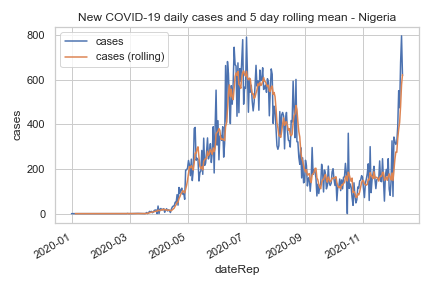 New COVID-19 daily cases and 5 day rolling mean - Nigeria
cases
cases (rolling)
800
600
400
200
0
cases
2020-01
2020-03
2020-05
2020-07
2020-09
2020-11
dateRep